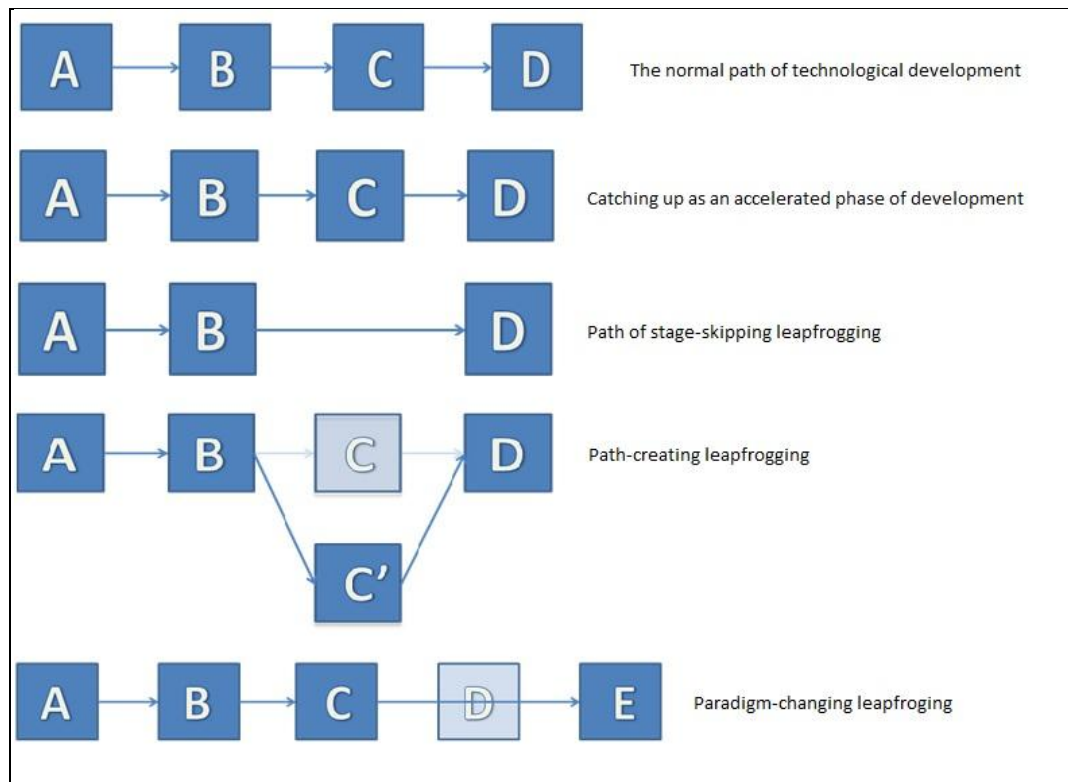 A B C D The normal path of technological development
A B C D Catching up as an accelerated phase of development
A B D Path of stage-skipping leapfrogging
A B C D Path-creating leapfrogging
C’
A B C D E Paradigm-changing leapfroging